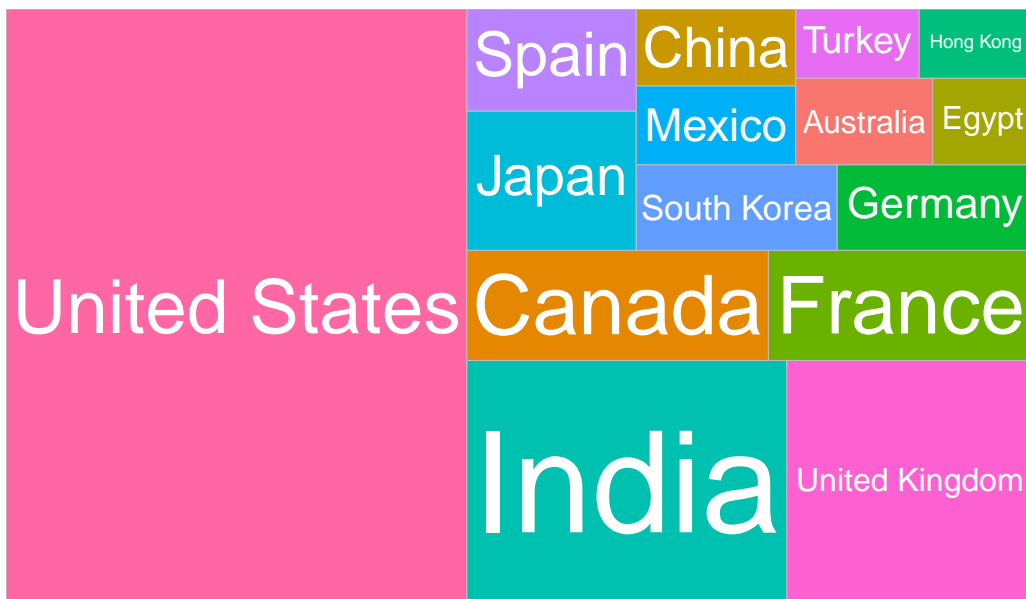 Spain
China
Turkey
Hong Kong
Mexico
Australia
Egypt
Japan
South Korea
Germany
United States
Canada
France
India
United Kingdom